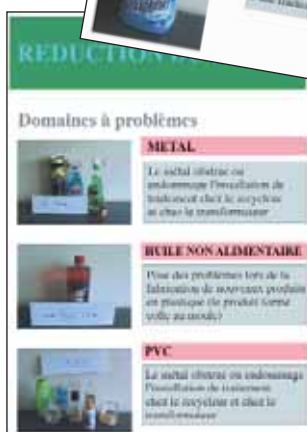 REDUCTION
Domaines à problèmes
METAL
Le métal obstrue ou
endommage l'installation de
traitement chez le recycleur
et chez le transformateur
HUILE NON ALIMENTAIRE
Pose des problèmes lors de la
fabrication de nouveaux produits
en plastique (le produit formé
colle au moule)
PVC
Le métal obstrue ou endommage
l'installation de traitement
chez le recycleur et chez le
transformateur